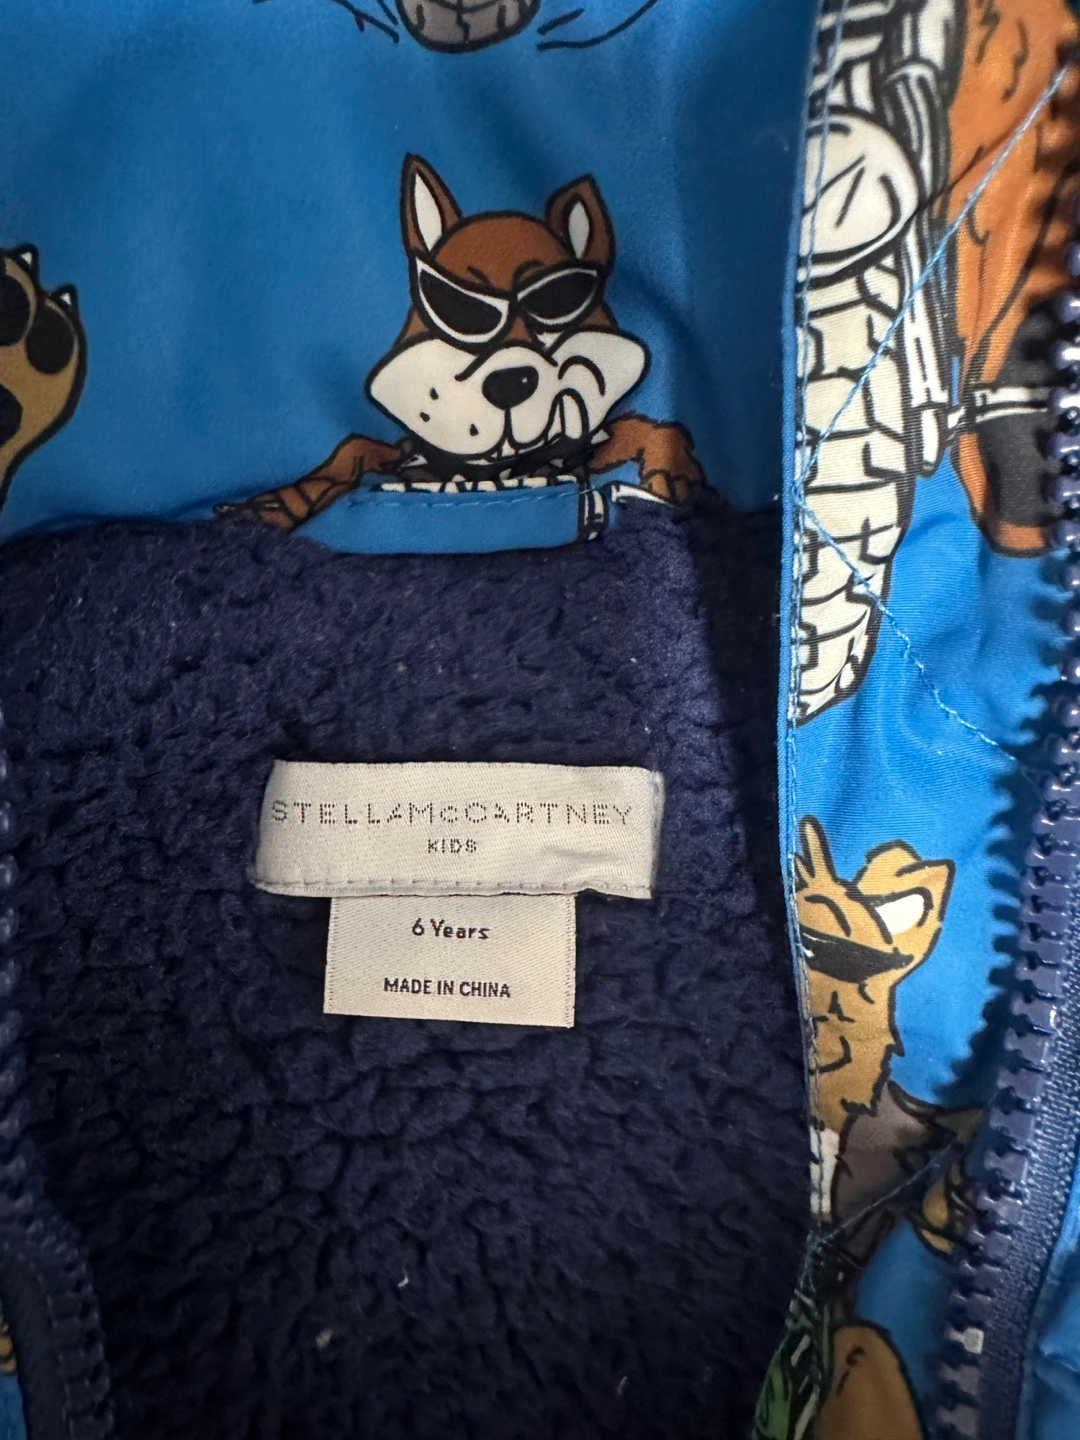 STELLAMcCARTNEY
KIDS
6 Years
MADE IN CHINA